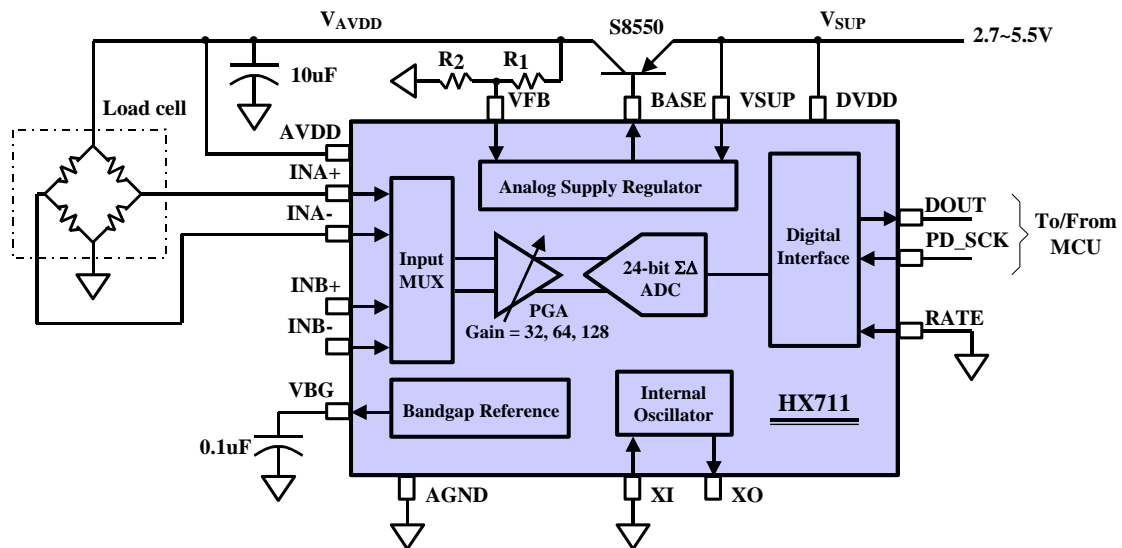 V_AVDD
S8550
V_SUP
2.7~5.5V
R2
R1
10uF
VFB
BASE
VSUP
DVDD
Load cell
AVDD
INA+
INA-
INB+
INB-
VBG
0.1uF
Analog Supply Regulator
Input
MUX
PGA
Gain = 32, 64, 128
24-bit ΣΔ
ADC
Digital
Interface
DOUT
PD_SCK
To/From
MCU
RATE
Bandgap Reference
Internal
Oscillator
HX711
AGND
XI
XO